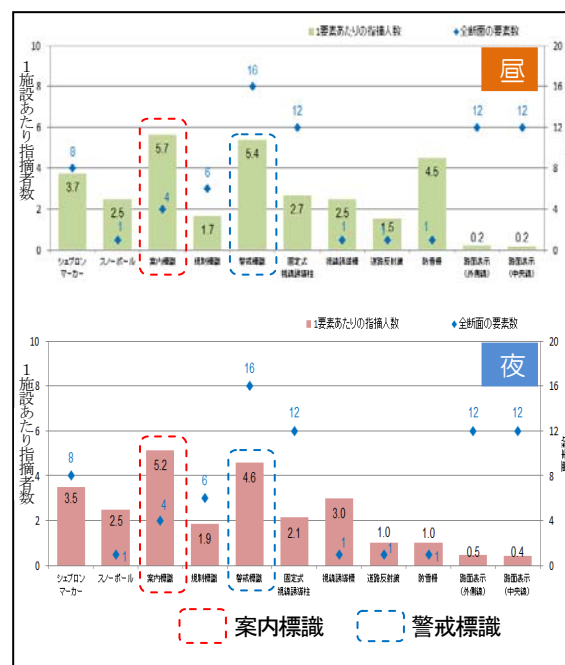 1要素あたりの指摘人数 全断面の要素数
昼
1施設あたり指摘者数
10 8 6 4 2 0
20 16 12 8 4 0
8 1 4 6 16 12 1 1 1 12 12
3.7 2.5 5.7 1.7 5.4 2.7 2.5 1.5 4.5 0.2 0.2
シェブロン スノーポール 案内標識 規制標識 警戒標識 固定式 視線誘導標 道路反射鏡 防雪柵 路面表示 路面表示
マーカー 視線誘導柱 (外側線) (中央線)
1要素あたりの指摘人数 全断面の要素数
夜
1施設あたり指摘者数
10 8 6 4 2 0
20 16 12 8 4 0
8 1 4 6 16 12 1 1 1 12 12
3.5 2.5 5.2 1.9 4.6 2.1 3.0 1.0 1.0 0.5 0.4
シェブロン スノーポール 案内標識 規制標識 警戒標識 固定式 視線誘導標 道路反射鏡 防雪柵 路面表示 路面表示
マーカー 視線誘導柱 (外側線) (中央線)
案内標識 警戒標識